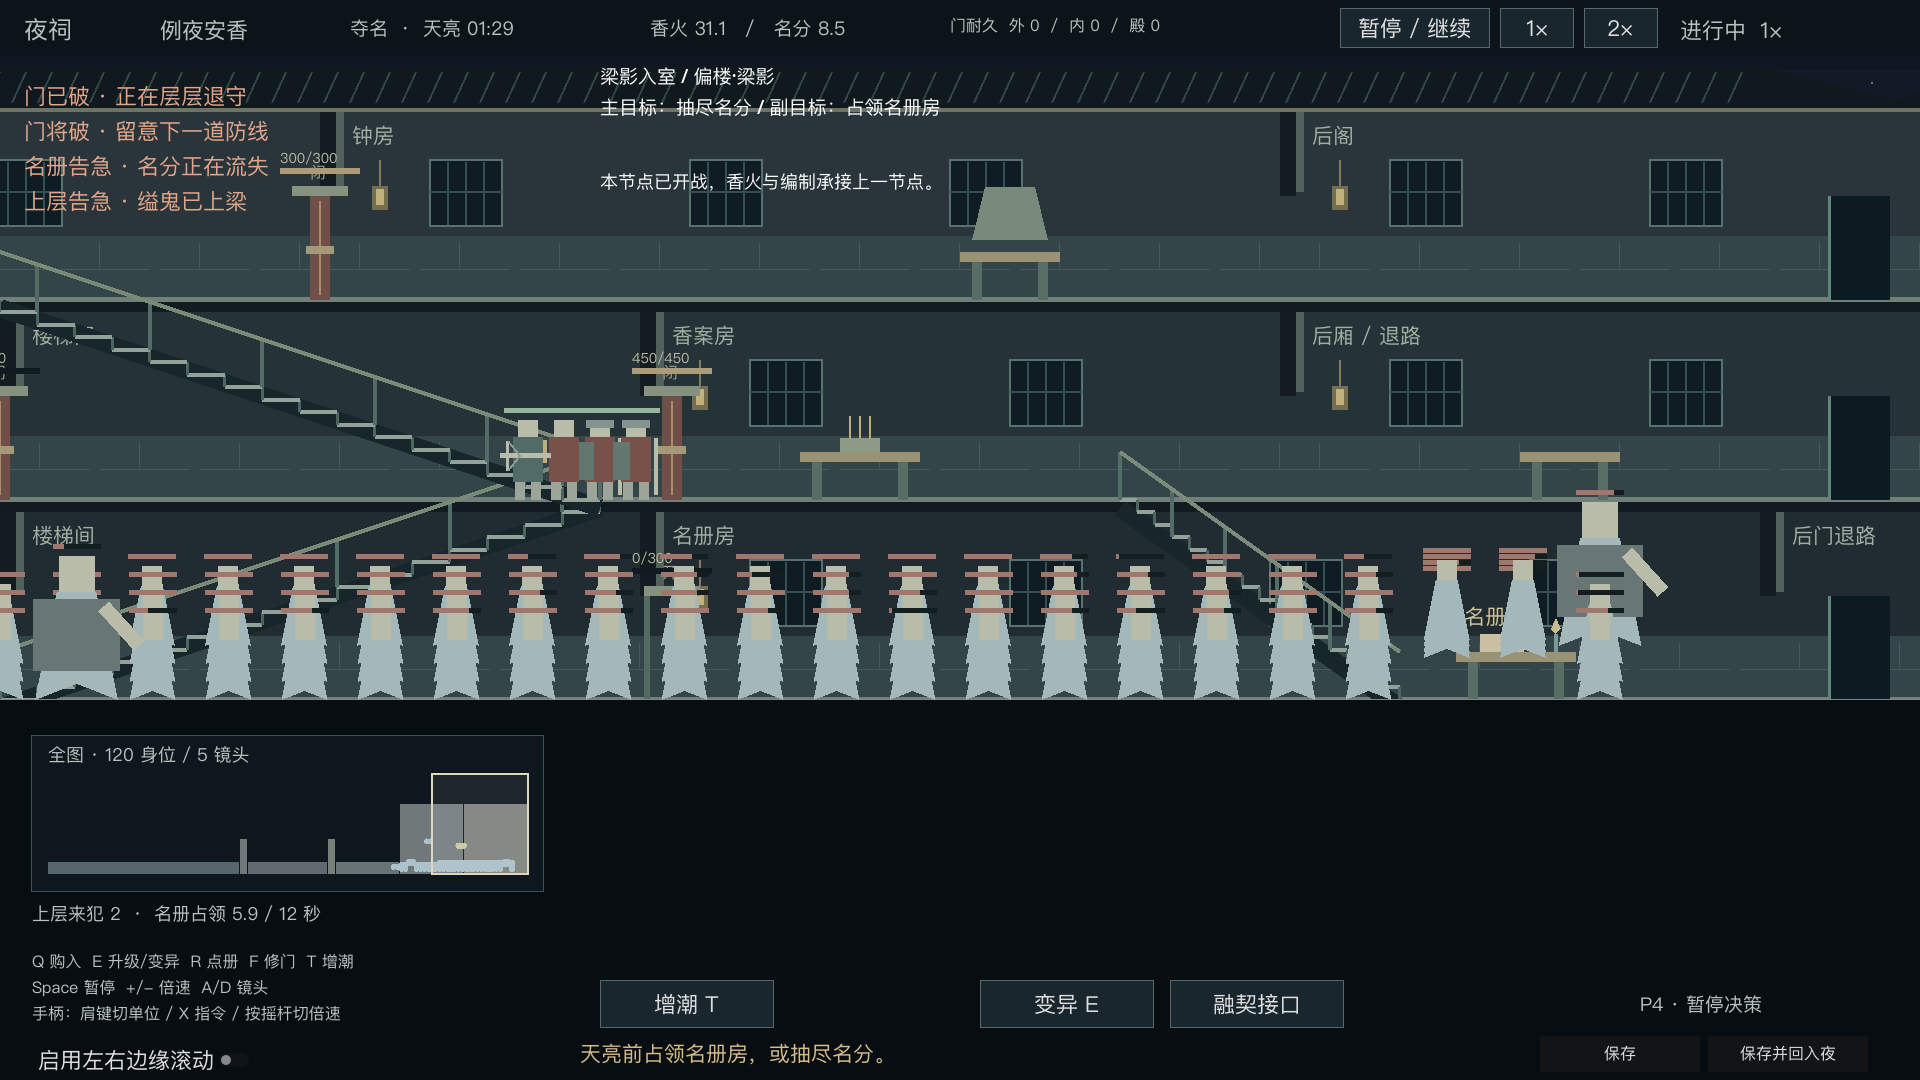 夜祠
例夜安香
夺名 · 天亮 01:29
香火 31.1 / 名分 8.5
门耐久 外 0 / 内 0 / 殿 0
暂停 / 继续
1×
2×
进行中 1×
梁影入室 / 偏楼·梁影
主目标：抽尽名分 / 副目标：占领名册房
本节点已开战，香火与编制承接上一节点。
门已破 · 正在层层退守
门将破 · 留意下一道防线
名册告急 · 名分正在流失
上层告急 · 缢鬼已上梁
钟房
300/300
闭
后阁
香案房
450/450
闭
后厢 / 退路
楼梯间
名册房
0/300
后门退路
名册
全图 · 120 身位 / 5 镜头
上层来犯 2 · 名册占领 5.9 / 12 秒
Q 购入 E 升级/变异 R 点册 F 修门 T 增潮
Space 暂停 +/− 倍速 A/D 镜头
手柄：肩键切单位 / X 指令 / 按摇杆切倍速
启用左右边缘滚动
增潮 T
变异 E
融契接口
天亮前占领名册房，或抽尽名分。
P4 · 暂停决策
保存
保存并回入夜